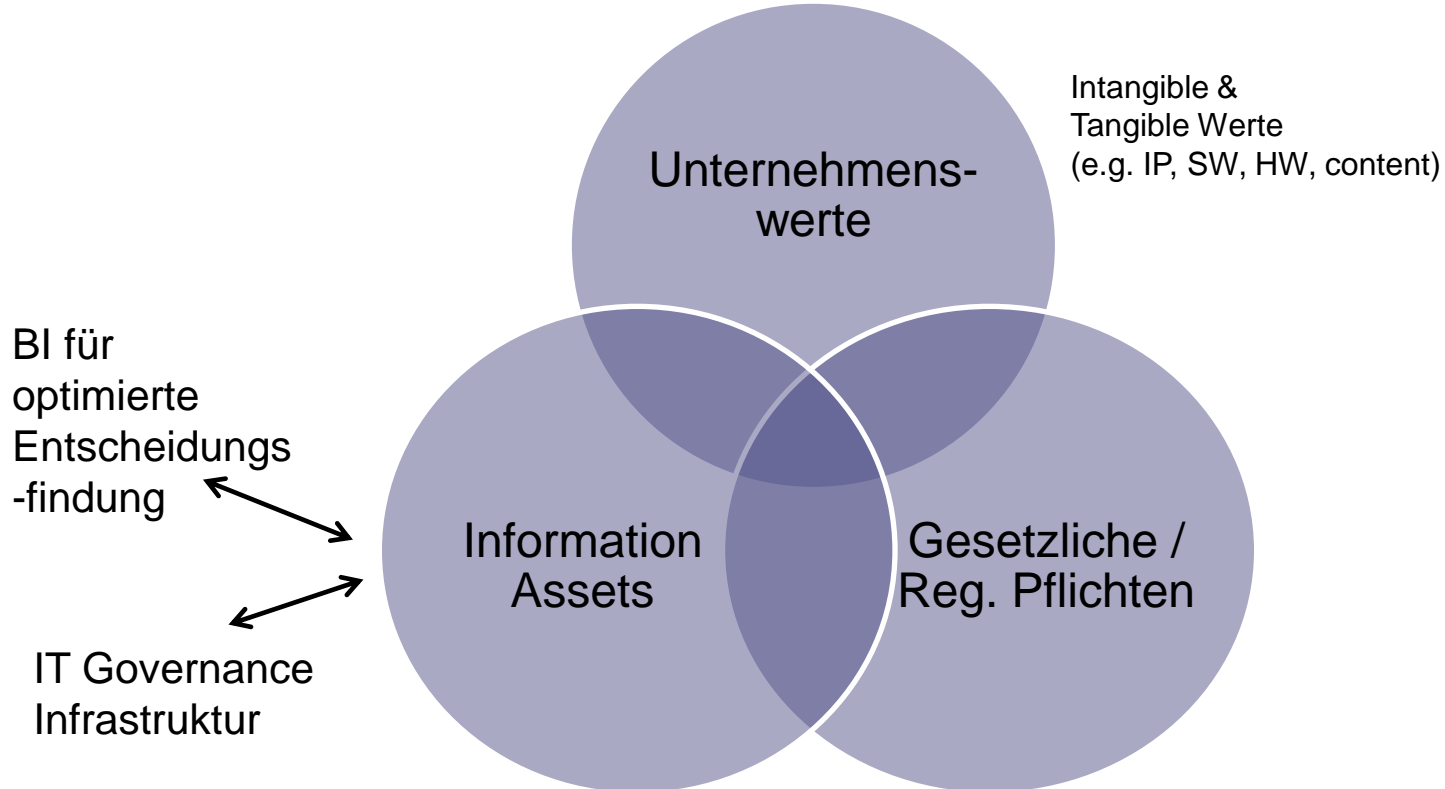 Intangible &
Tangible Werte
(e.g. IP, SW, HW, content)
Unternehmens-
werte
BI für
optimierte
Entscheidungs
-findung
Information
Assets
Gesetzliche /
Reg. Pflichten
IT Governance
Infrastruktur